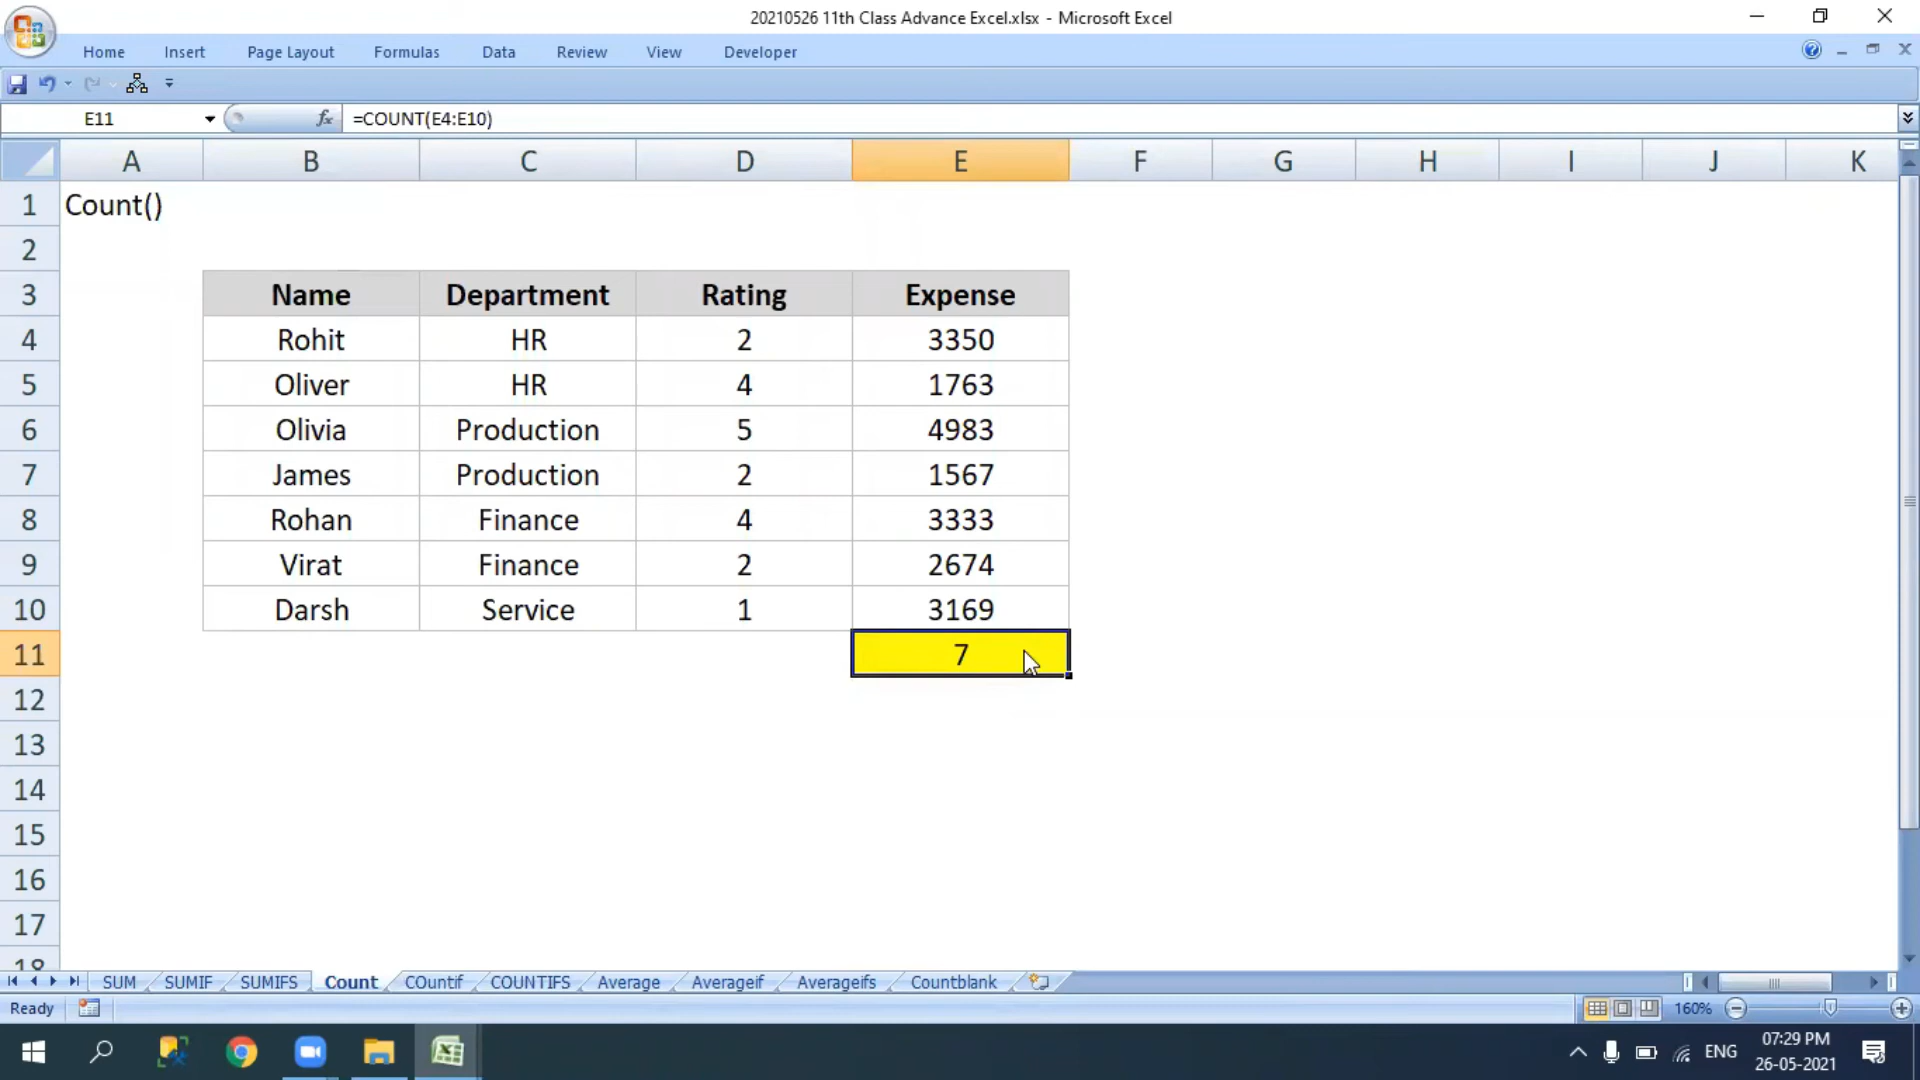 20210526 11th Class Advance Excel.xlsx - Microsoft Excel
Home Insert Page Layout Formulas Data Review View Developer
E11 fx =COUNT(E4:E10)
A B C D E F G H I J K
1 Count()
2
3 Name Department Rating Expense
4 Rohit HR 2 3350
5 Oliver HR 4 1763
6 Olivia Production 5 4983
7 James Production 2 1567
8 Rohan Finance 4 3333
9 Virat Finance 2 2674
10 Darsh Service 1 3169
11 7
12
13
14
15
16
17
18
SUM SUMIF SUMIFS Count COuntif COUNTIFS Average Averageif Averageifs Countblank
Ready 160%
ENG 07:29 PM
26-05-2021